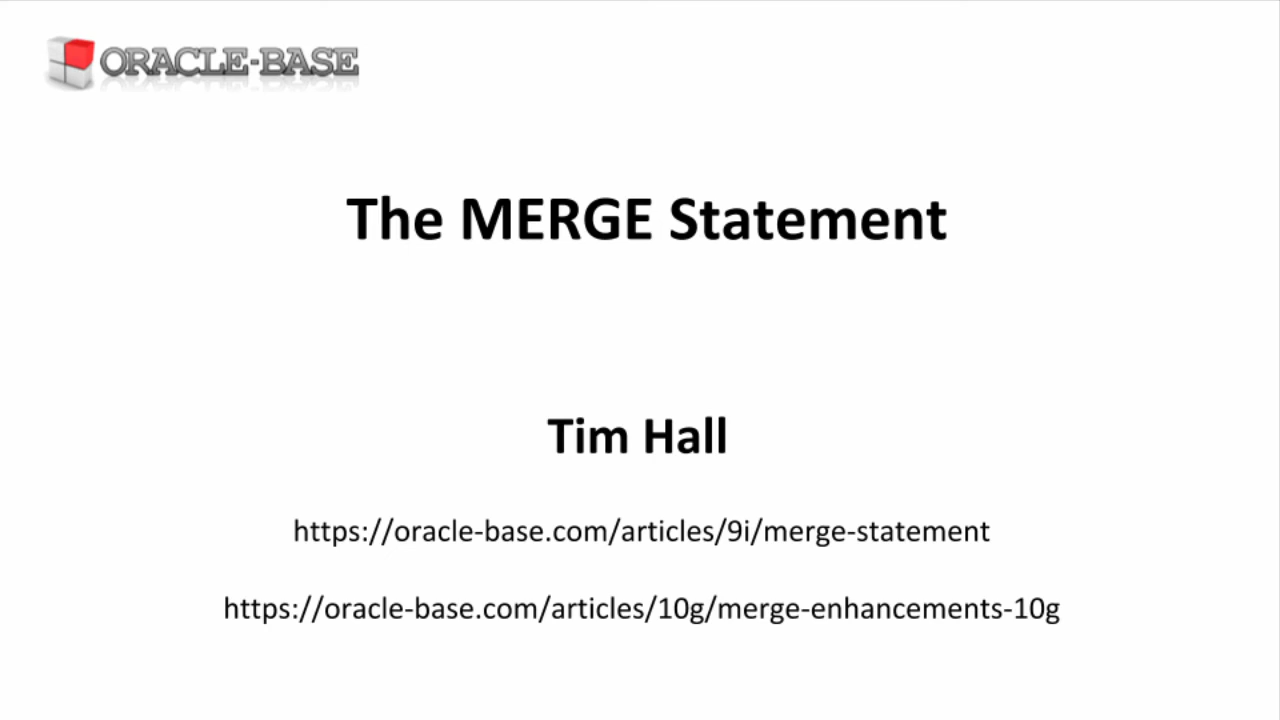 ORACLE-BASE
The MERGE Statement
Tim Hall
https://oracle-base.com/articles/9i/merge-statement
https://oracle-base.com/articles/10g/merge-enhancements-10g